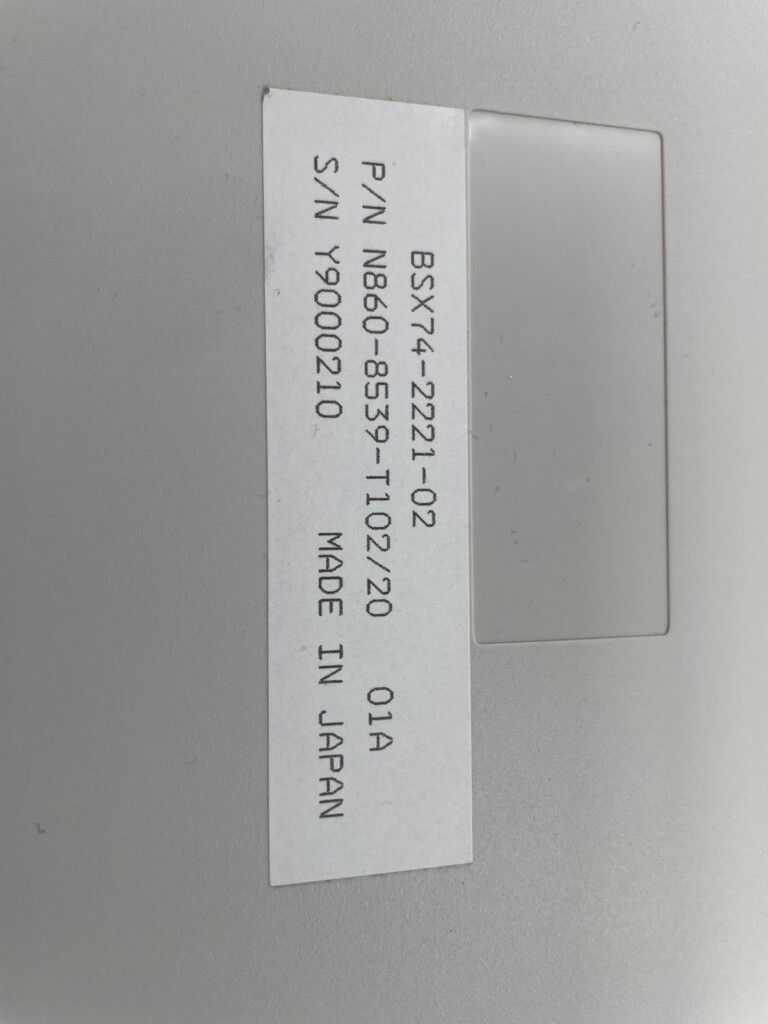 BSX74-2221-02
P/N N860-8539-T102/20 01A
S/N Y9000210 MADE IN JAPAN